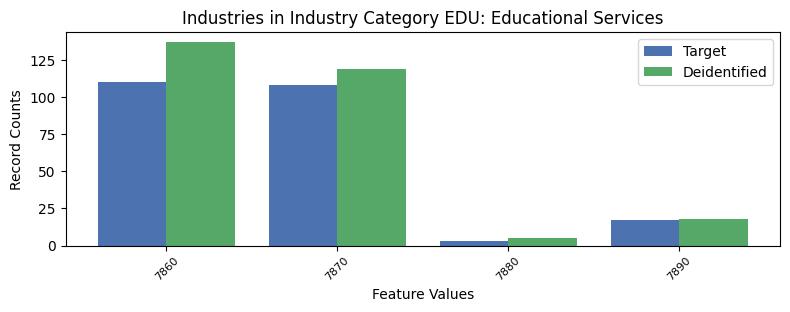 Industries in Industry Category EDU: Educational Services
Target
Deidentified
Record Counts
125
100
75
50
25
0
7860
7870
7880
7890
Feature Values